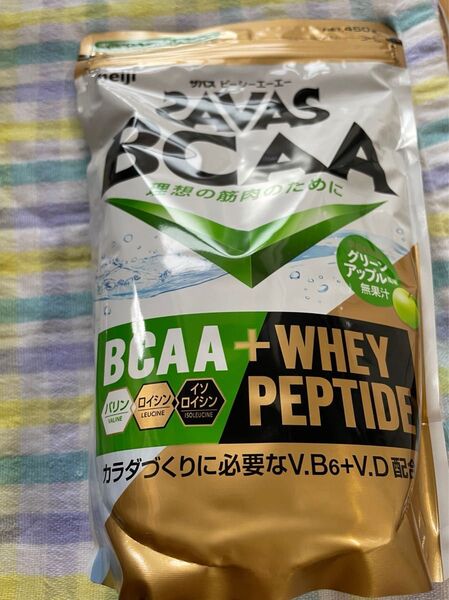 NET 450g
meiji
ザバス ビーシーエーエー
SAVAS
BCAA
理想の筋肉のために
グリーン
アップル風味
無果汁
BCAA + WHEY
PEPTIDE
バリン
VALINE
ロイシン
LEUCINE
イソ
ロイシン
ISOLEUCINE
カラダづくりに必要なV.B6+V.D 配合